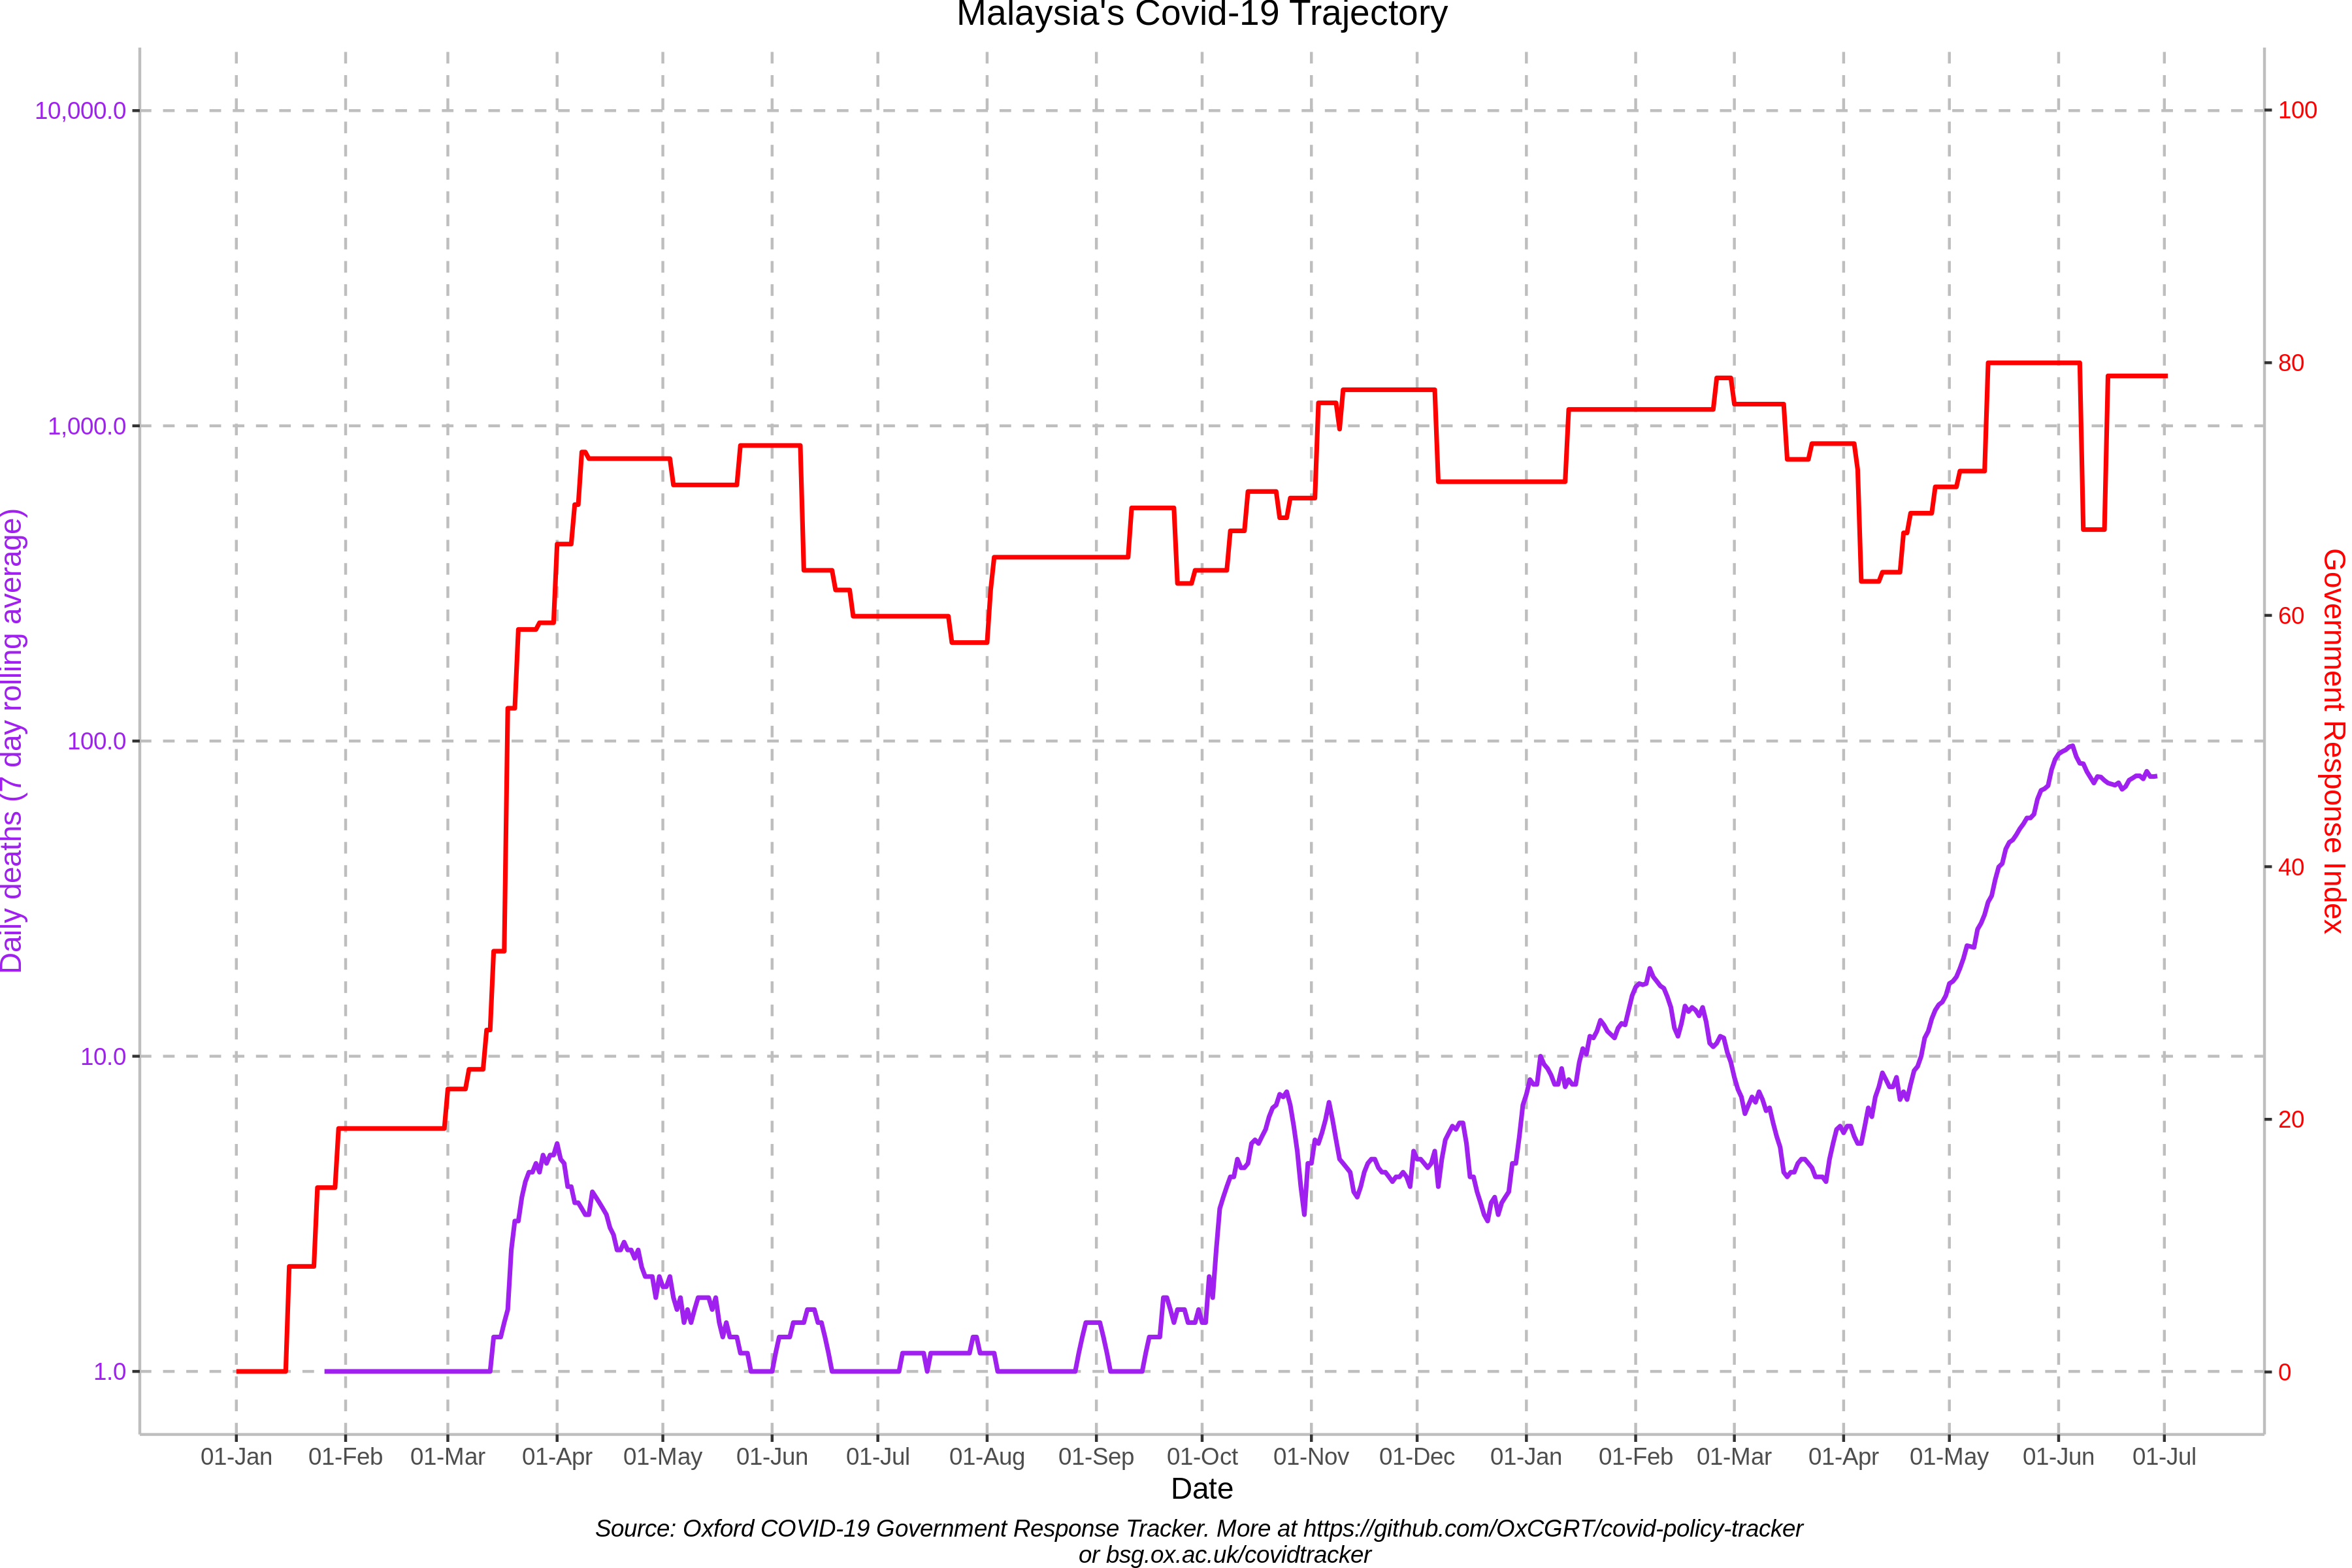 Malaysia's Covid-19 Trajectory
10,000.0
1,000.0
100.0
10.0
1.0
Daily deaths (7 day rolling average)
100
80
60
40
20
0
Government Response Index
01-Jan 01-Feb 01-Mar 01-Apr 01-May 01-Jun 01-Jul 01-Aug 01-Sep 01-Oct 01-Nov 01-Dec 01-Jan 01-Feb 01-Mar 01-Apr 01-May 01-Jun 01-Jul
Date
Source: Oxford COVID-19 Government Response Tracker. More at https://github.com/OxCGRT/covid-policy-tracker
or bsg.ox.ac.uk/covidtracker